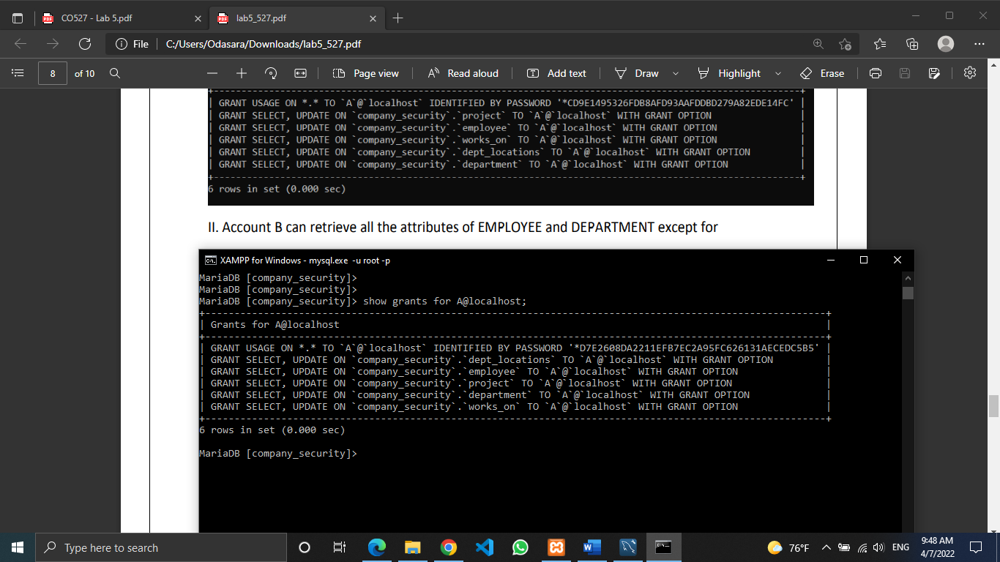 CO527 - Lab 5.pdf
lab5_527.pdf
File
C:/Users/Odasara/Downloads/lab5_527.pdf
8 of 10
Page view
Read aloud
Add text
Draw
Highlight
Erase
+--------------------------------------------------------------------------------------------------------+
| GRANT USAGE ON *.* TO `A`@`localhost` IDENTIFIED BY PASSWORD '*CD9E1495326FDB8AFD93AAFDDBD279A82EDE14FC' |
| GRANT SELECT, UPDATE ON `company_security`.`project` TO `A`@`localhost` WITH GRANT OPTION |
| GRANT SELECT, UPDATE ON `company_security`.`employee` TO `A`@`localhost` WITH GRANT OPTION |
| GRANT SELECT, UPDATE ON `company_security`.`works_on` TO `A`@`localhost` WITH GRANT OPTION |
| GRANT SELECT, UPDATE ON `company_security`.`dept_locations` TO `A`@`localhost` WITH GRANT OPTION |
| GRANT SELECT, UPDATE ON `company_security`.`department` TO `A`@`localhost` WITH GRANT OPTION |
+--------------------------------------------------------------------------------------------------------+
6 rows in set (0.000 sec)
II. Account B can retrieve all the attributes of EMPLOYEE and DEPARTMENT except for
XAMPP for Windows - mysql.exe -u root -p
MariaDB [company_security]>
MariaDB [company_security]>
MariaDB [company_security]> show grants for A@localhost;
+----------------------------------------------------------------------------------------------------------+
| Grants for A@localhost |
+----------------------------------------------------------------------------------------------------------+
| GRANT USAGE ON *.* TO `A`@`localhost` IDENTIFIED BY PASSWORD '*D7E2608DA2211EFB7EC2A95FC626131AECEDC5B5' |
| GRANT SELECT, UPDATE ON `company_security`.`dept_locations` TO `A`@`localhost` WITH GRANT OPTION |
| GRANT SELECT, UPDATE ON `company_security`.`employee` TO `A`@`localhost` WITH GRANT OPTION |
| GRANT SELECT, UPDATE ON `company_security`.`project` TO `A`@`localhost` WITH GRANT OPTION |
| GRANT SELECT, UPDATE ON `company_security`.`department` TO `A`@`localhost` WITH GRANT OPTION |
| GRANT SELECT, UPDATE ON `company_security`.`works_on` TO `A`@`localhost` WITH GRANT OPTION |
+----------------------------------------------------------------------------------------------------------+
6 rows in set (0.000 sec)
MariaDB [company_security]>
Type here to search
76°F
ENG
9:48 AM
4/7/2022